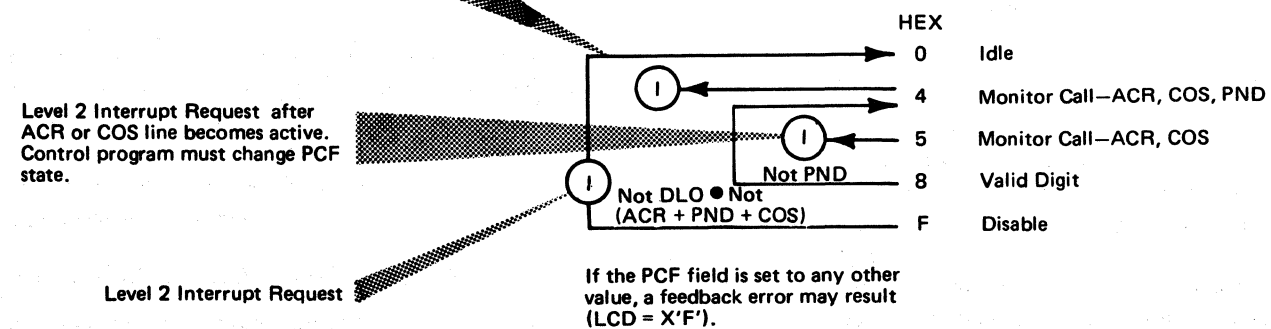 HEX
0 Idle
I
4 Monitor Call—ACR, COS, PND
Level 2 Interrupt Request after
ACR or COS line becomes active.
Control program must change PCF
state.
I
5 Monitor Call—ACR, COS
Not PND
8 Valid Digit
I
Not DLO ● Not
(ACR + PND + COS)
F Disable
Level 2 Interrupt Request
If the PCF field is set to any other
value, a feedback error may result
(LCD = X'F').